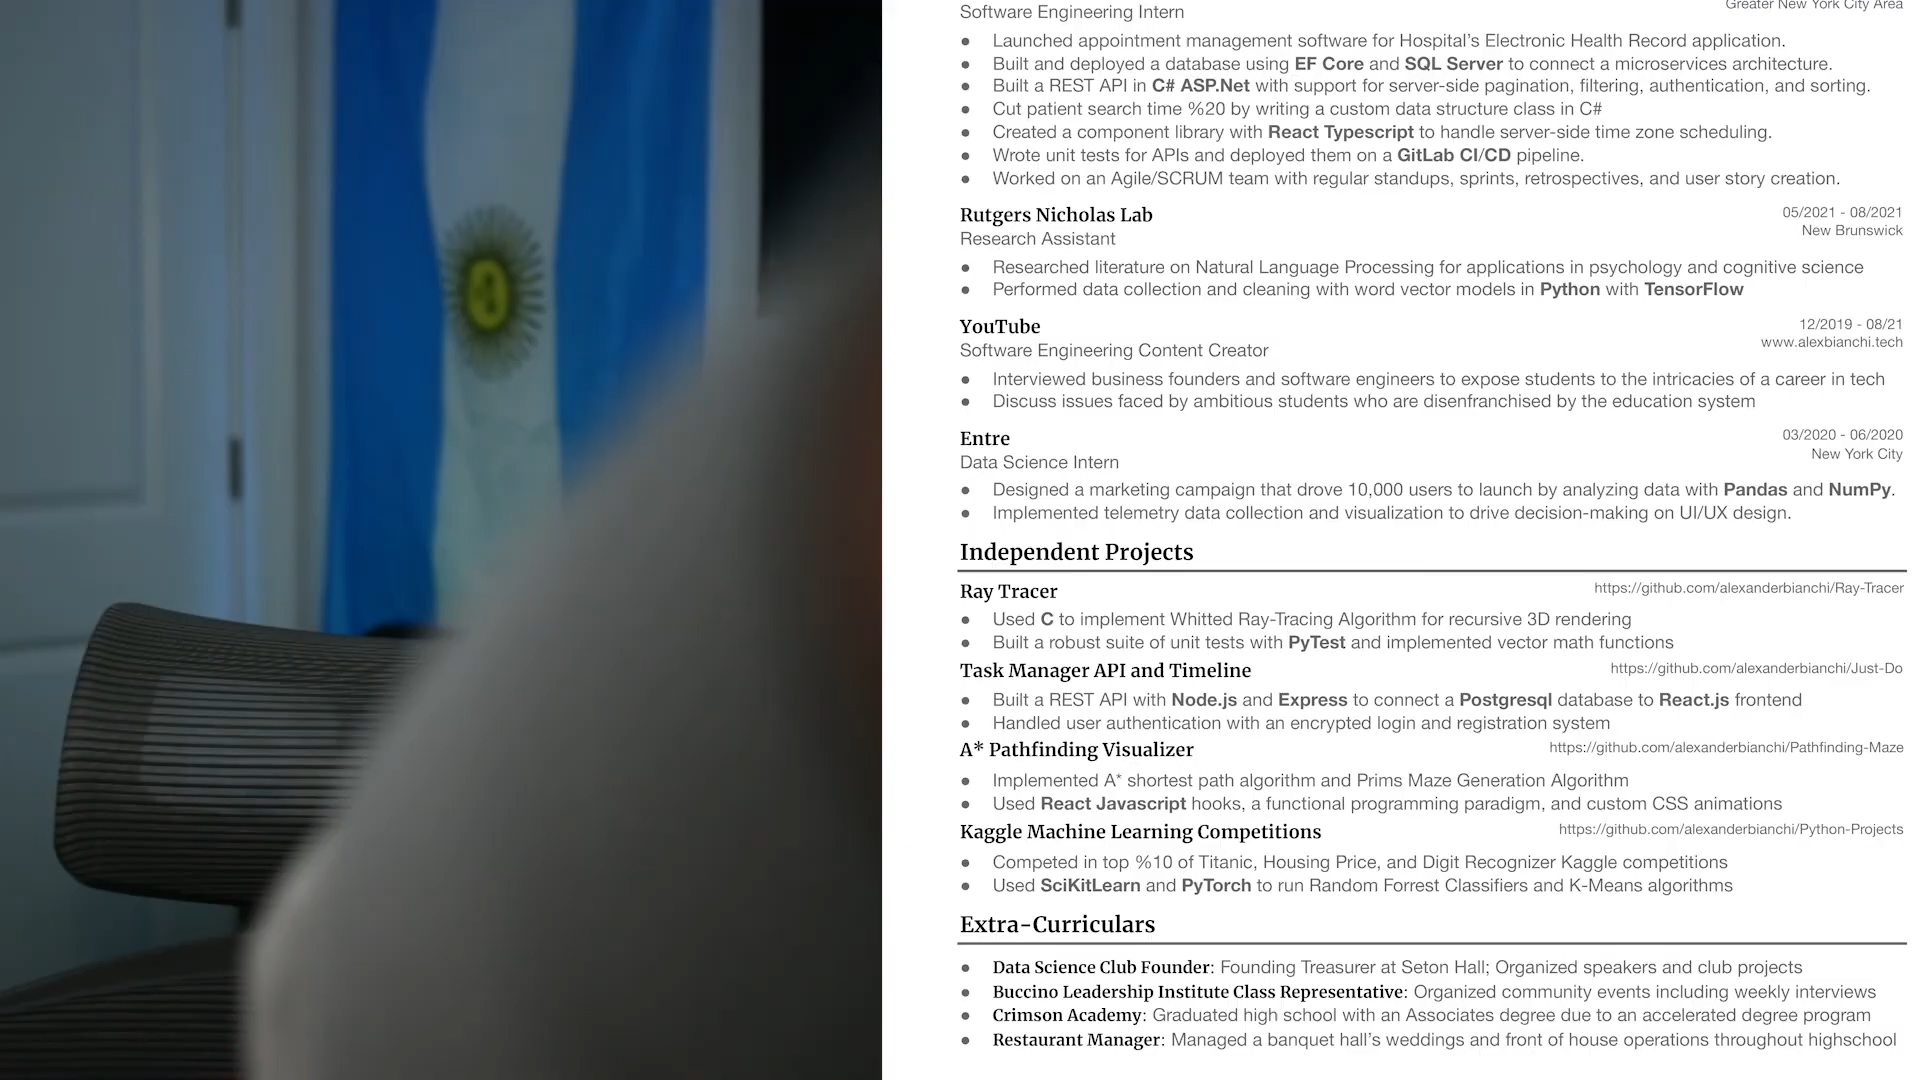 Software Engineering Intern
Greater New York City Area
● Launched appointment management software for Hospital's Electronic Health Record application.
● Built and deployed a database using EF Core and SQL Server to connect a microservices architecture.
● Built a REST API in C# ASP.Net with support for server-side pagination, filtering, authentication, and sorting.
● Cut patient search time %20 by writing a custom data structure class in C#
● Created a component library with React Typescript to handle server-side time zone scheduling.
● Wrote unit tests for APIs and deployed them on a GitLab CI/CD pipeline.
● Worked on an Agile/SCRUM team with regular standups, sprints, retrospectives, and user story creation.
Rutgers Nicholas Lab
05/2021 - 08/2021
Research Assistant
New Brunswick
● Researched literature on Natural Language Processing for applications in psychology and cognitive science
● Performed data collection and cleaning with word vector models in Python with TensorFlow
YouTube
12/2019 - 08/21
Software Engineering Content Creator
www.alexbianchi.tech
● Interviewed business founders and software engineers to expose students to the intricacies of a career in tech
● Discuss issues faced by ambitious students who are disenfranchised by the education system
Entre
03/2020 - 06/2020
Data Science Intern
New York City
● Designed a marketing campaign that drove 10,000 users to launch by analyzing data with Pandas and NumPy.
● Implemented telemetry data collection and visualization to drive decision-making on UI/UX design.
Independent Projects
Ray Tracer
https://github.com/alexanderbianchi/Ray-Tracer
● Used C to implement Whitted Ray-Tracing Algorithm for recursive 3D rendering
● Built a robust suite of unit tests with PyTest and implemented vector math functions
Task Manager API and Timeline
https://github.com/alexanderbianchi/Just-Do
● Built a REST API with Node.js and Express to connect a Postgresql database to React.js frontend
● Handled user authentication with an encrypted login and registration system
A* Pathfinding Visualizer
https://github.com/alexanderbianchi/Pathfinding-Maze
● Implemented A* shortest path algorithm and Prims Maze Generation Algorithm
● Used React Javascript hooks, a functional programming paradigm, and custom CSS animations
Kaggle Machine Learning Competitions
https://github.com/alexanderbianchi/Python-Projects
● Competed in top %10 of Titanic, Housing Price, and Digit Recognizer Kaggle competitions
● Used SciKitLearn and PyTorch to run Random Forrest Classifiers and K-Means algorithms
Extra-Curriculars
● Data Science Club Founder: Founding Treasurer at Seton Hall; Organized speakers and club projects
● Buccino Leadership Institute Class Representative: Organized community events including weekly interviews
● Crimson Academy: Graduated high school with an Associates degree due to an accelerated degree program
● Restaurant Manager: Managed a banquet hall's weddings and front of house operations throughout highschool